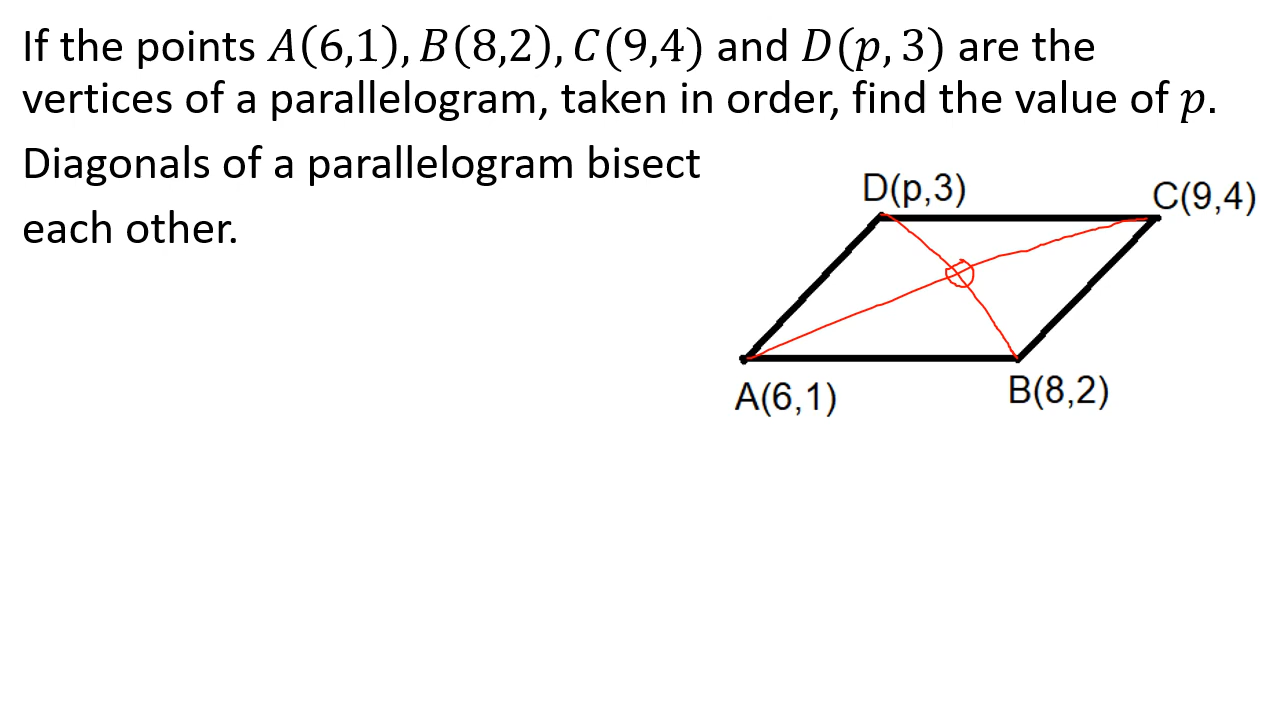 If the points A(6,1), B(8,2), C(9,4) and D(p, 3) are the
vertices of a parallelogram, taken in order, find the value of p.
Diagonals of a parallelogram bisect
each other.
D(p,3)
C(9,4)
A(6,1)
B(8,2)